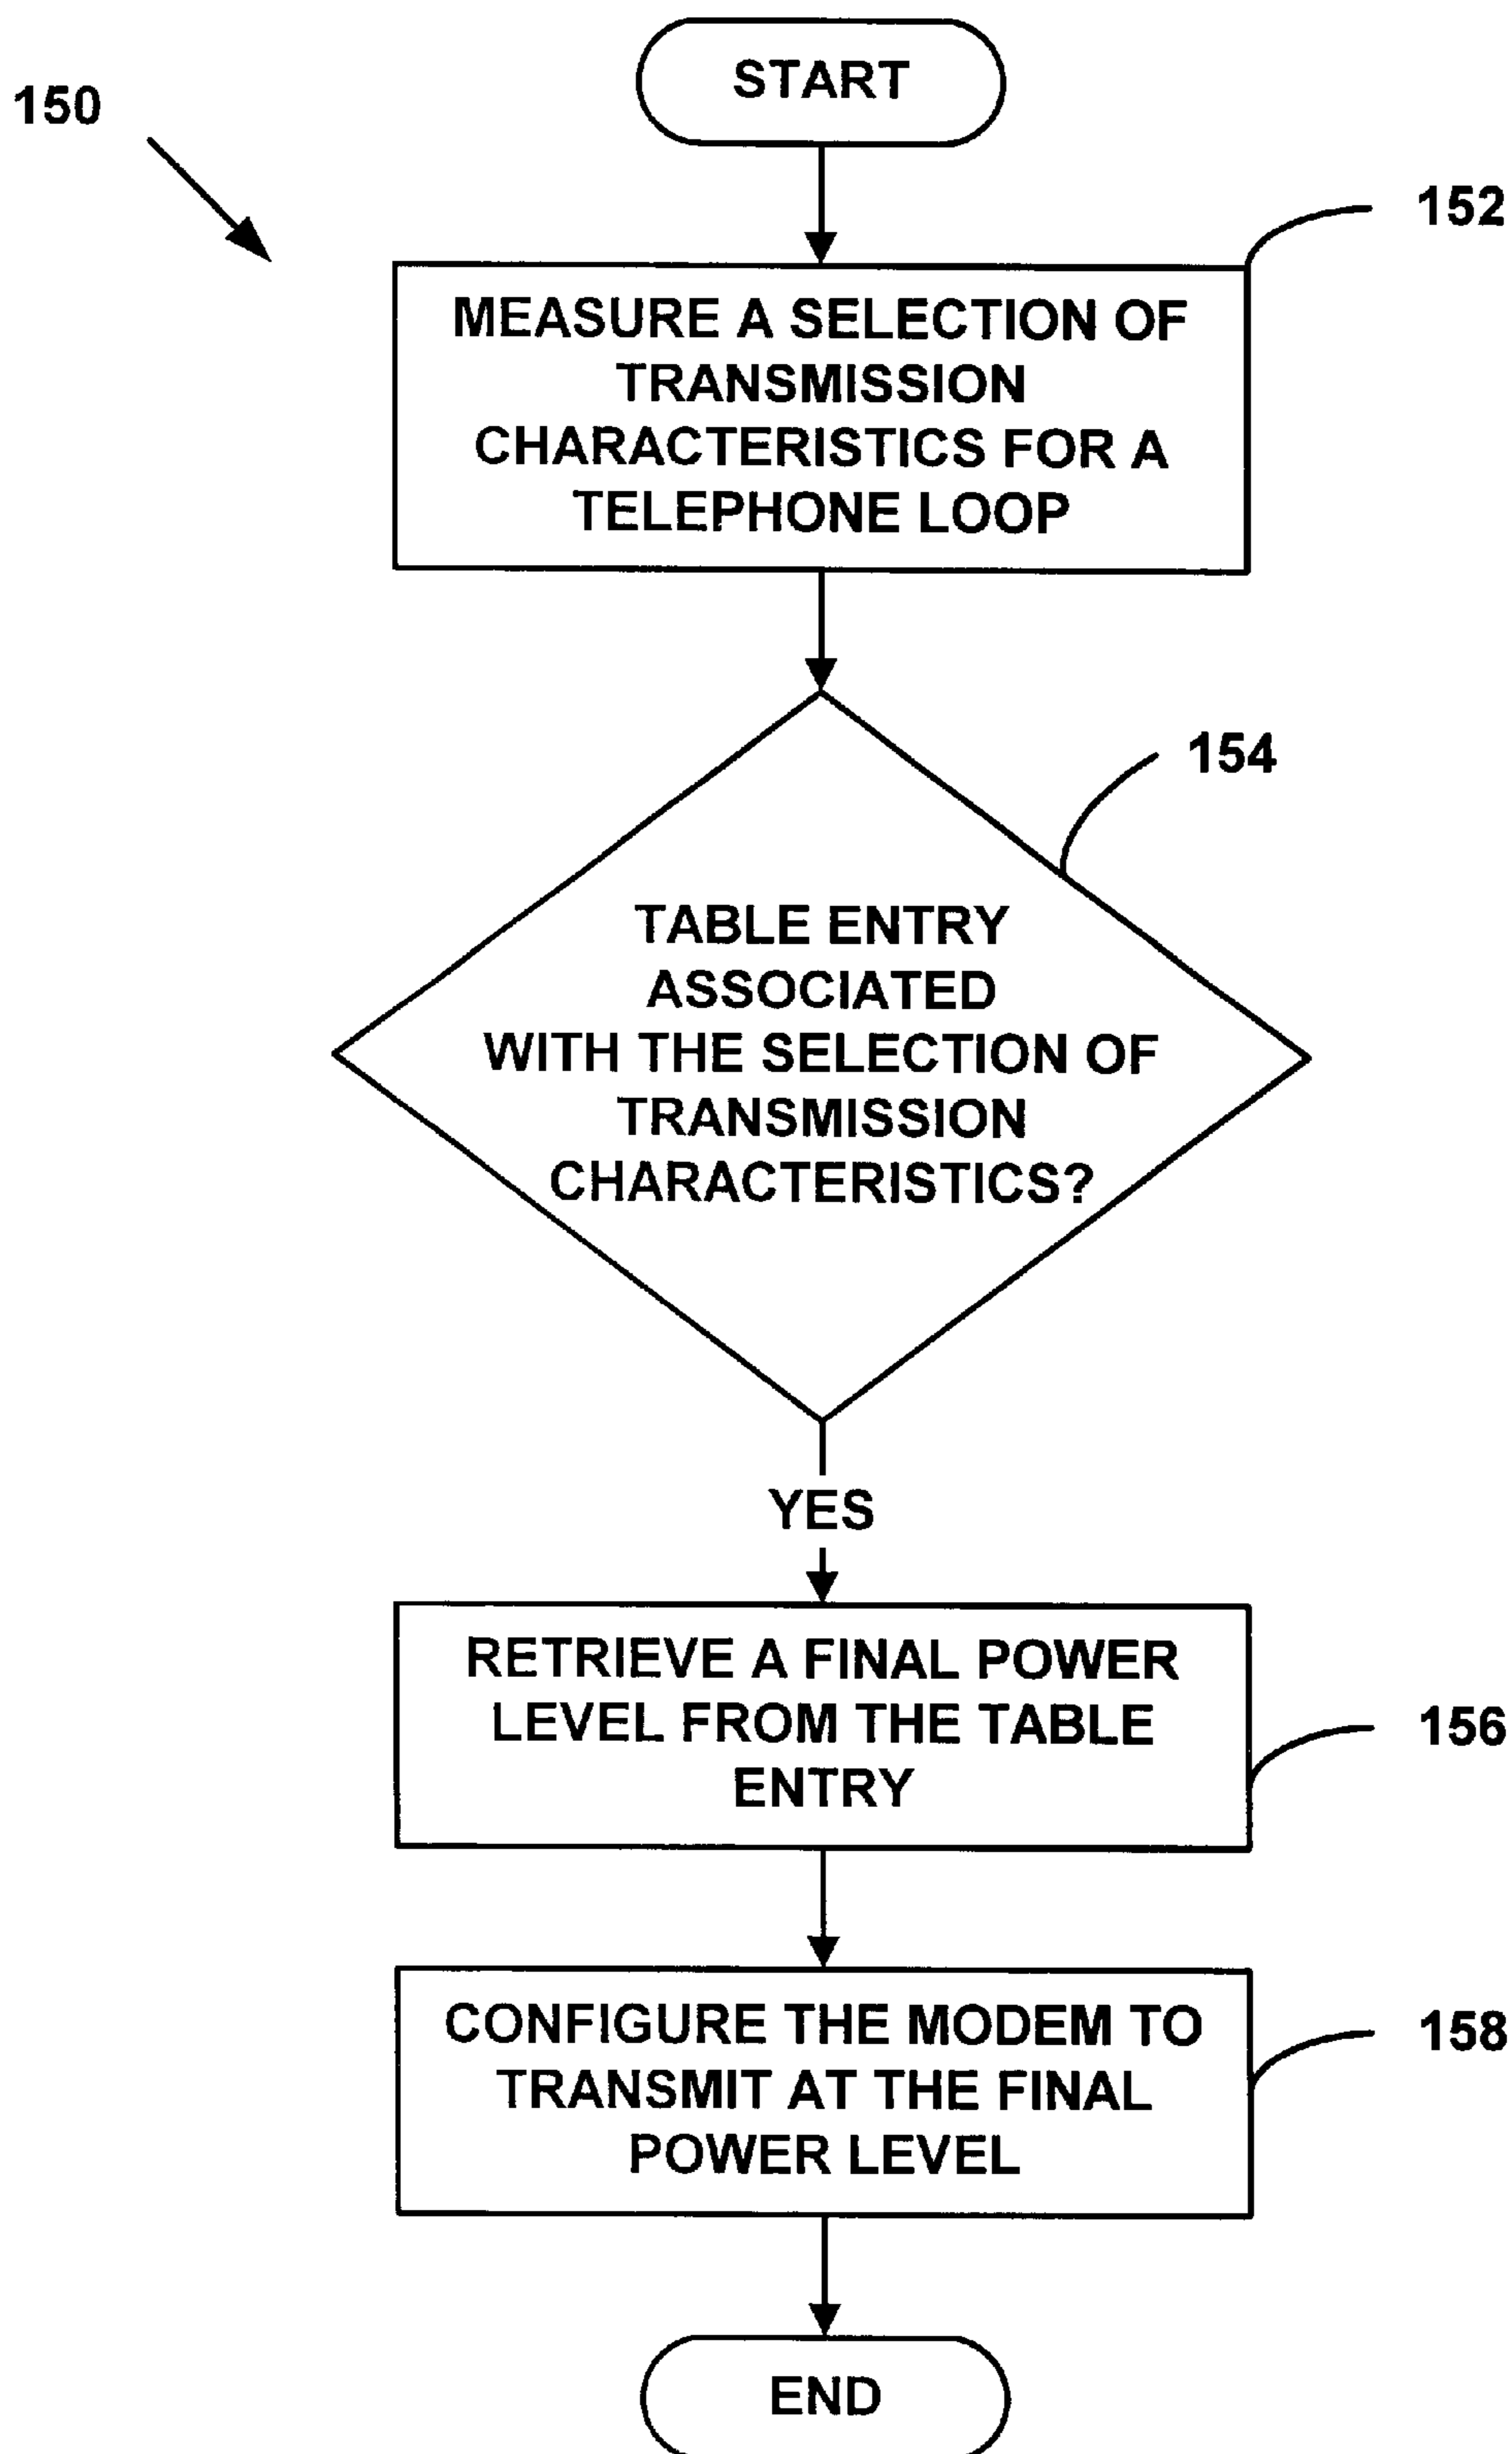 START
150
152
MEASURE A SELECTION OF
TRANSMISSION
CHARACTERISTICS FOR A
TELEPHONE LOOP
154
TABLE ENTRY
ASSOCIATED
WITH THE SELECTION OF
TRANSMISSION
CHARACTERISTICS?
YES
RETRIEVE A FINAL POWER
LEVEL FROM THE TABLE
ENTRY
156
CONFIGURE THE MODEM TO
TRANSMIT AT THE FINAL
POWER LEVEL
158
END